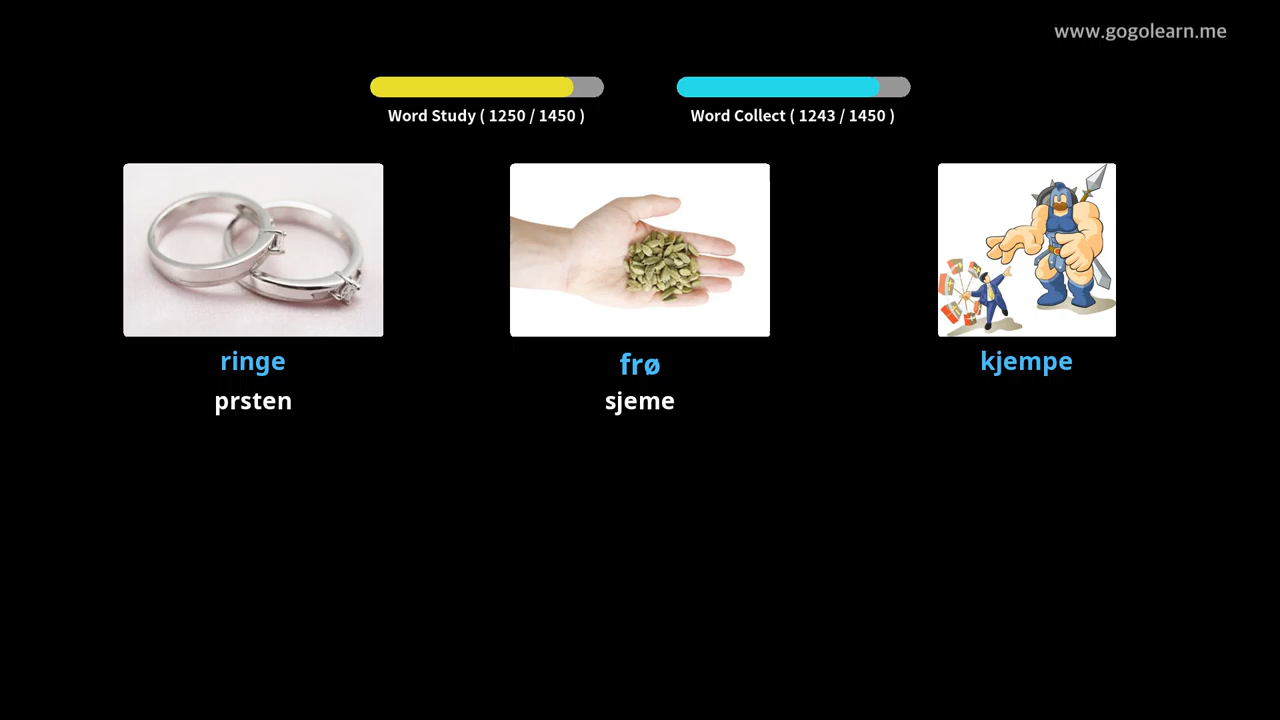 www.gogolearn.me
Word Study ( 1250 / 1450 )
Word Collect ( 1243 / 1450 )
ringe
frø
kjempe
prsten
sjeme